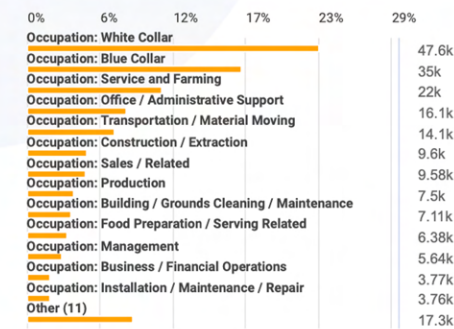 0% 6% 12% 17% 23% 29%
Occupation: White Collar
47.6k
Occupation: Blue Collar
35k
Occupation: Service and Farming
22k
Occupation: Office / Administrative Support
16.1k
Occupation: Transportation / Material Moving
14.1k
Occupation: Construction / Extraction
9.6k
Occupation: Sales / Related
9.58k
Occupation: Production
7.5k
Occupation: Building / Grounds Cleaning / Maintenance
7.11k
Occupation: Food Preparation / Serving Related
6.38k
Occupation: Management
5.64k
Occupation: Business / Financial Operations
3.77k
Occupation: Installation / Maintenance / Repair
3.76k
Other (11)
17.3k